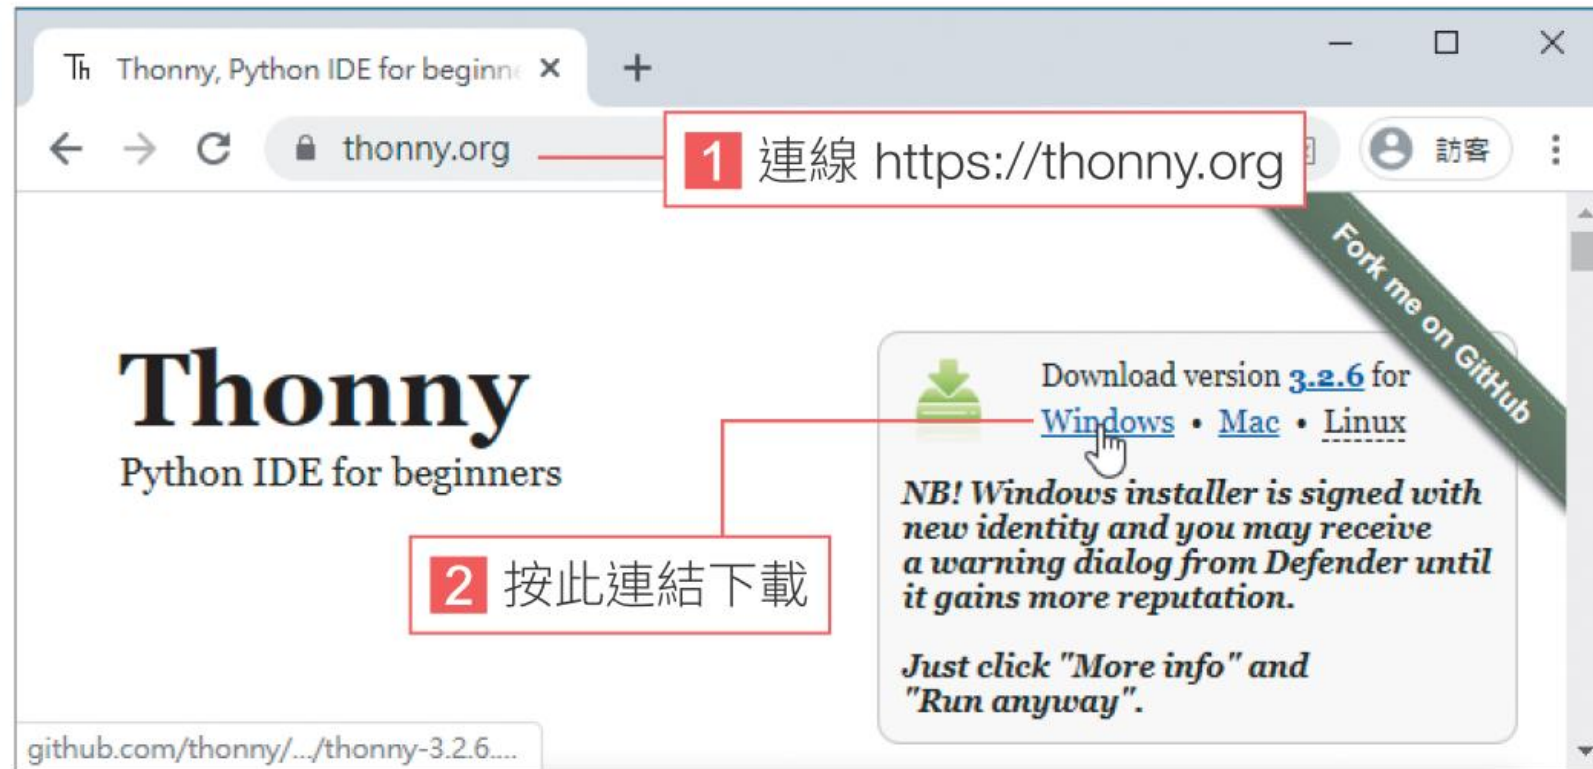 Th Thonny, Python IDE for beginne
thonny.org
1 連線 https://thonny.org
訪客
Fork me on GitHub
Thonny
Python IDE for beginners
Download version 3.2.6 for
Windows • Mac • Linux
NB! Windows installer is signed with
new identity and you may receive
a warning dialog from Defender until
it gains more reputation.
Just click "More info" and
"Run anyway".
2 按此連結下載
github.com/thonny/.../thonny-3.2.6....